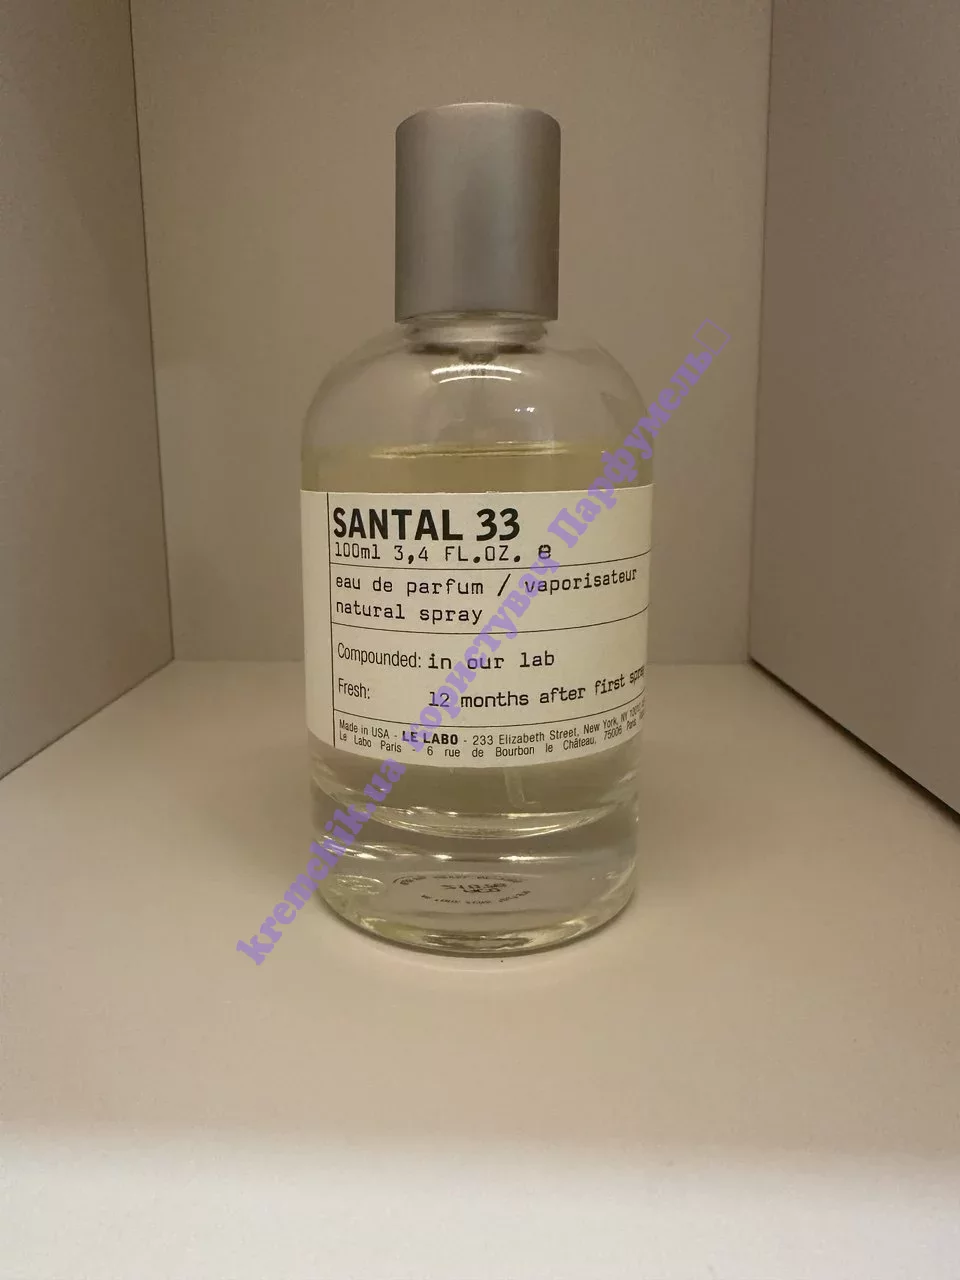 SANTAL 33
100ml 3,4 FL.OZ. e
eau de parfum / vaporisateur
natural spray
Compounded: in our lab
Fresh: 12 months after first spray
Made in USA - LE LABO - 233 Elizabeth Street, New York, NY
Le Labo Paris - 6 rue de Bourbon le Château, 75006 Paris
kremchik.ua користувач Парфумель